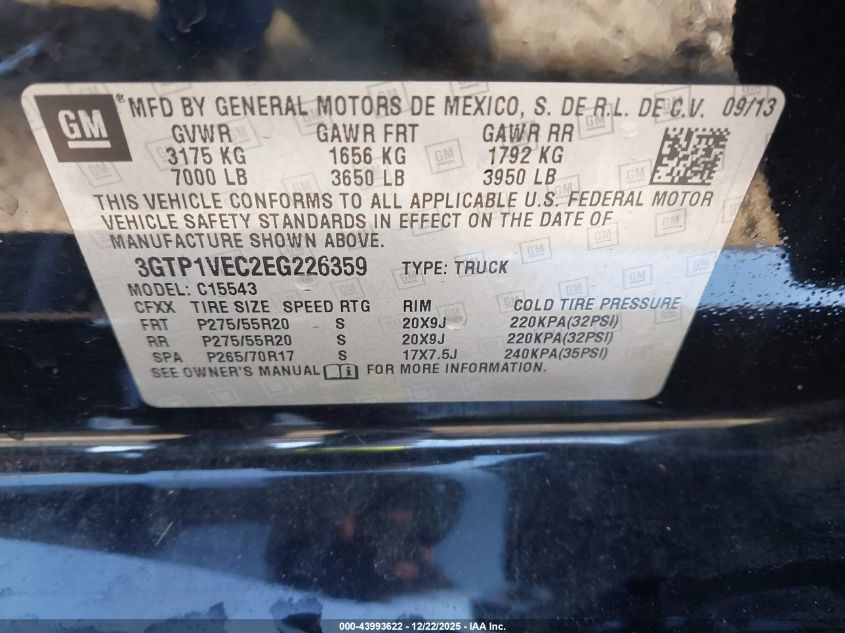 GM ® MFD BY GENERAL MOTORS DE MEXICO, S. DE R.L. DE C.V. 09/13
GVWR GAWR FRT GAWR RR
3175 KG 1656 KG 1792 KG
7000 LB 3650 LB 3950 LB
THIS VEHICLE CONFORMS TO ALL APPLICABLE U.S. FEDERAL MOTOR
VEHICLE SAFETY STANDARDS IN EFFECT ON THE DATE OF
MANUFACTURE SHOWN ABOVE.
3GTP1VEC2EG226359 TYPE: TRUCK
MODEL: C15543
CFXX TIRE SIZE SPEED RTG RIM COLD TIRE PRESSURE
FRT P275/55R20 S 20X9J 220KPA(32PSI)
RR P275/55R20 S 20X9J 220KPA(32PSI)
SPA P265/70R17 S 17X7.5J 240KPA(35PSI)
SEE OWNER'S MANUAL FOR MORE INFORMATION.
000-43993622 - 12/22/2025 - IAA Inc.